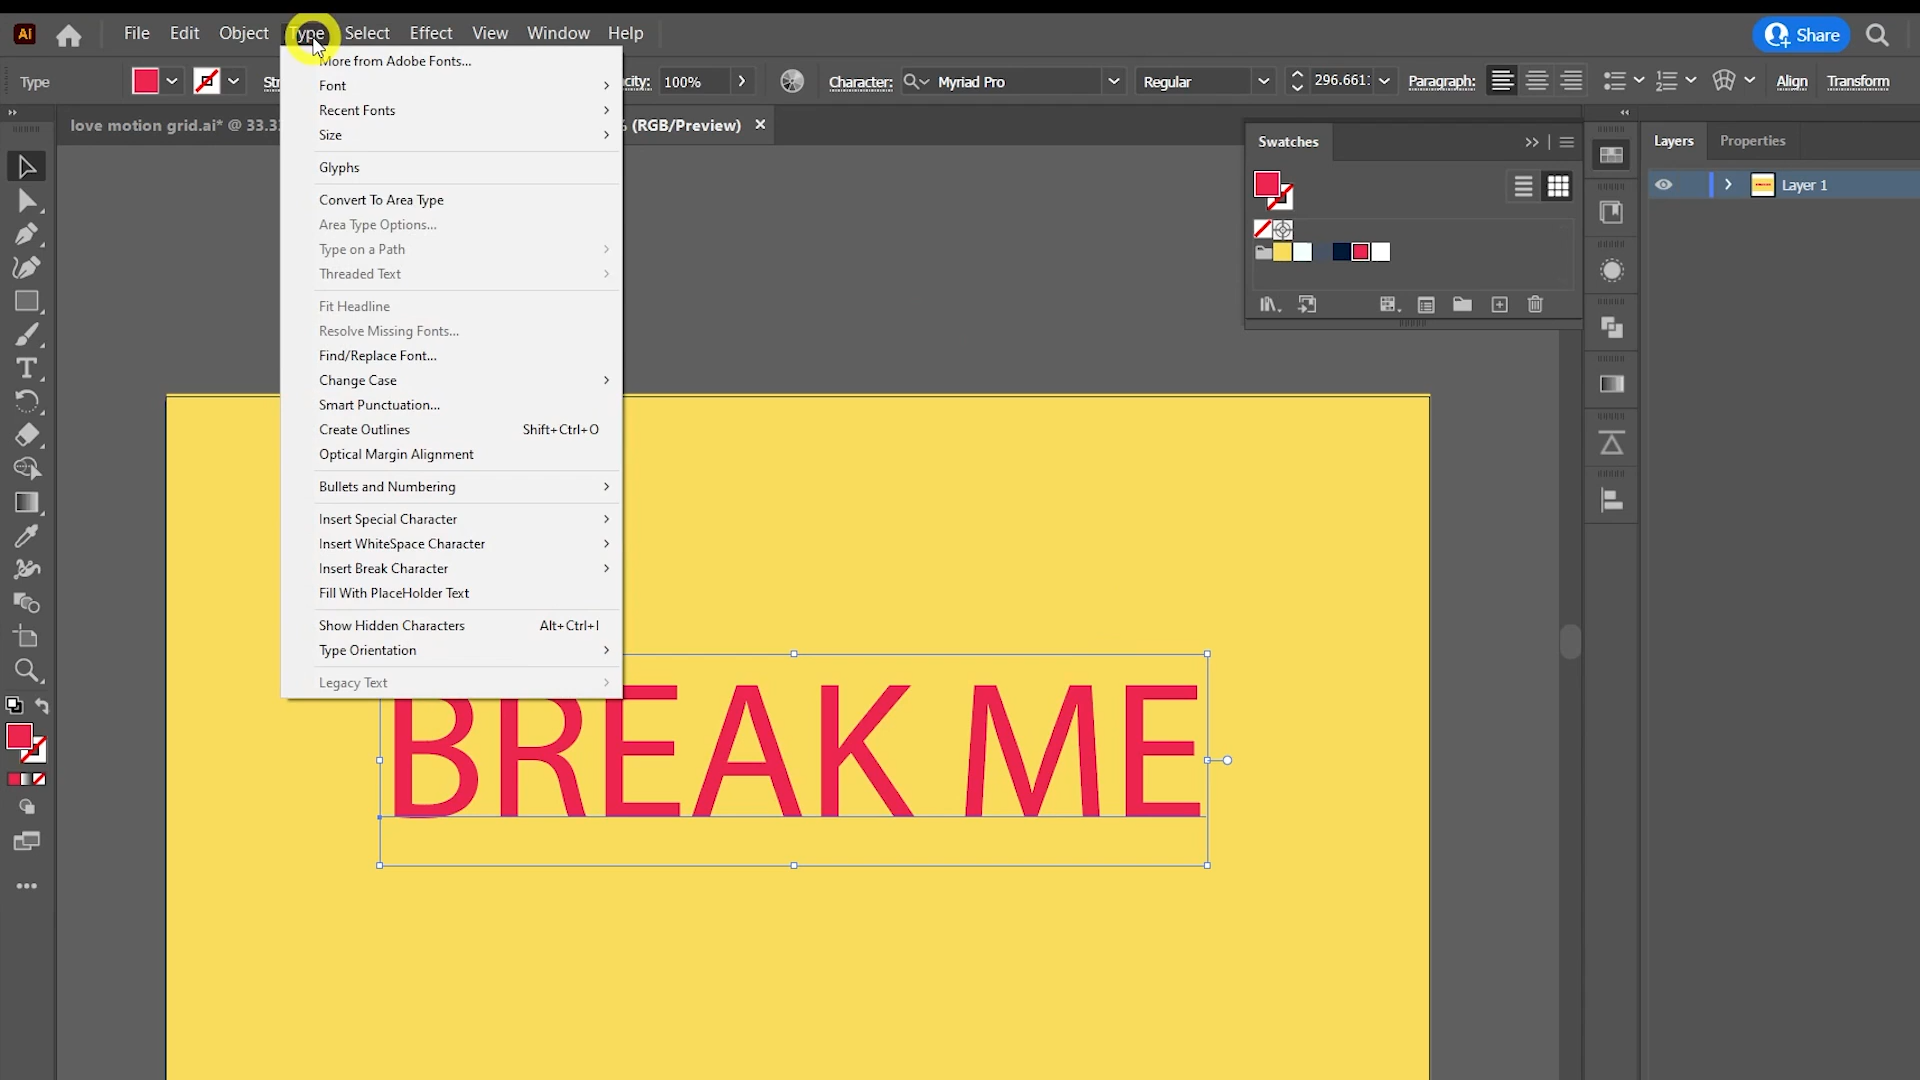 Ai File Edit Object Type Select Effect View Window Help Share
Type 100% Character: Myriad Pro Regular 296.661: Paragraph: Align Transform
love motion grid.ai* @ 33.3 (RGB/Preview)
More from Adobe Fonts...
Font
Recent Fonts
Size
Glyphs
Convert To Area Type
Area Type Options...
Type on a Path
Threaded Text
Fit Headline
Resolve Missing Fonts...
Find/Replace Font...
Change Case
Smart Punctuation...
Create Outlines Shift+Ctrl+O
Optical Margin Alignment
Bullets and Numbering
Insert Special Character
Insert WhiteSpace Character
Insert Break Character
Fill With PlaceHolder Text
Show Hidden Characters Alt+Ctrl+I
Type Orientation
Legacy Text
Swatches
Layers Properties
Layer 1
BREAK ME